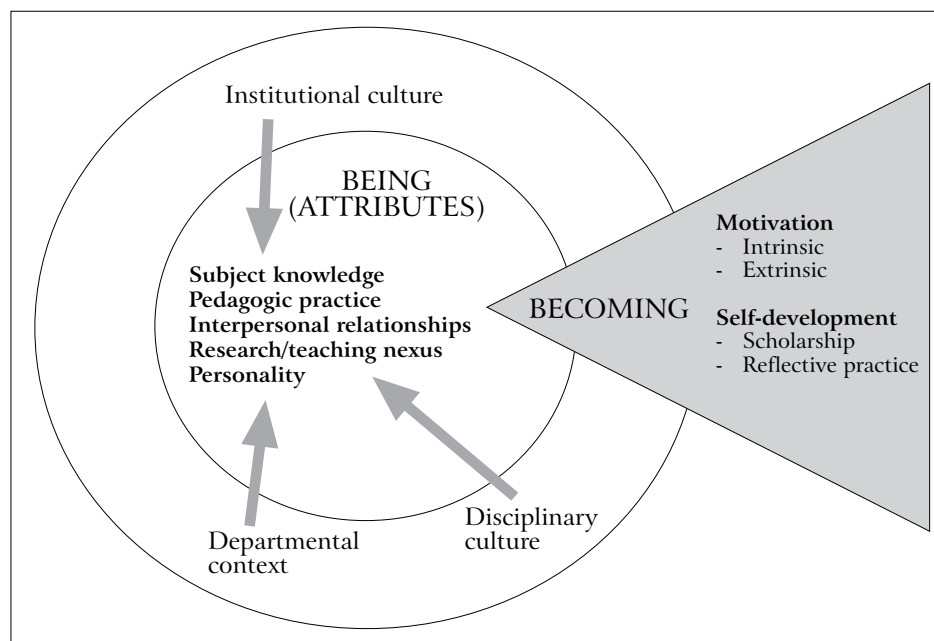 Institutional culture
BEING
(ATTRIBUTES)
Subject knowledge
Pedagogic practice
Interpersonal relationships
Research/teaching nexus
Personality
Departmental
context
Disciplinary
culture
BECOMING
Motivation
- Intrinsic
- Extrinsic
Self-development
- Scholarship
- Reflective practice